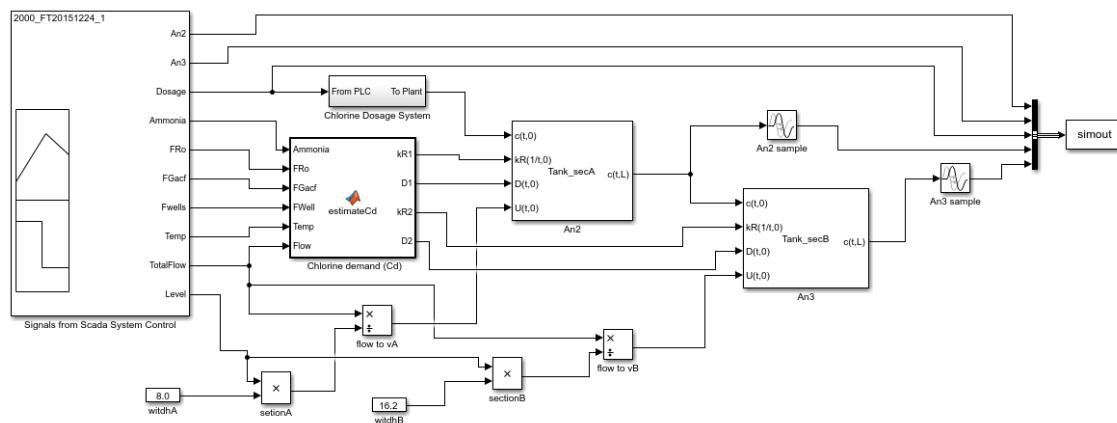 2000_FT20151224_1
An2
An3
Dosage
Ammonia
FRo
FGacf
Fwells
Temp
TotalFlow
Level
Signals from Scada System Control
From PLC To Plant
Chlorine Dosage System
Ammonia
FRo
FGacf
FWell
Temp
Flow
estimateCd
kR1
D1
kR2
D2
Chlorine demand (Cd)
c(t,0)
kR(1/t,0)
D(t,0)
U(t,0)
Tank_secA
c(t,L)
An2
An2 sample
c(t,0)
kR(1/t,0)
D(t,0)
U(t,0)
Tank_secB
c(t,L)
An3
An3 sample
simout
×
÷
flow to vA
×
÷
flow to vB
8.0
witdhA
×
setionA
16.2
witdhB
×
sectionB